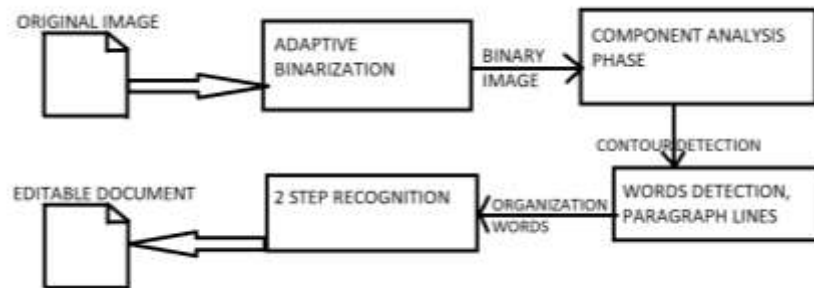 ORIGINAL IMAGE
ADAPTIVE
BINARIZATION
BINARY
IMAGE
COMPONENT ANALYSIS
PHASE
CONTOUR DETECTION
WORDS DETECTION,
PARAGRAPH LINES
ORGANIZATION
WORDS
2 STEP RECOGNITION
EDITABLE DOCUMENT